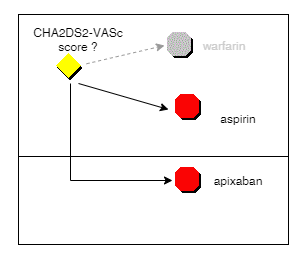 CHA2DS2-VASc
score ?
warfarin
aspirin
apixaban